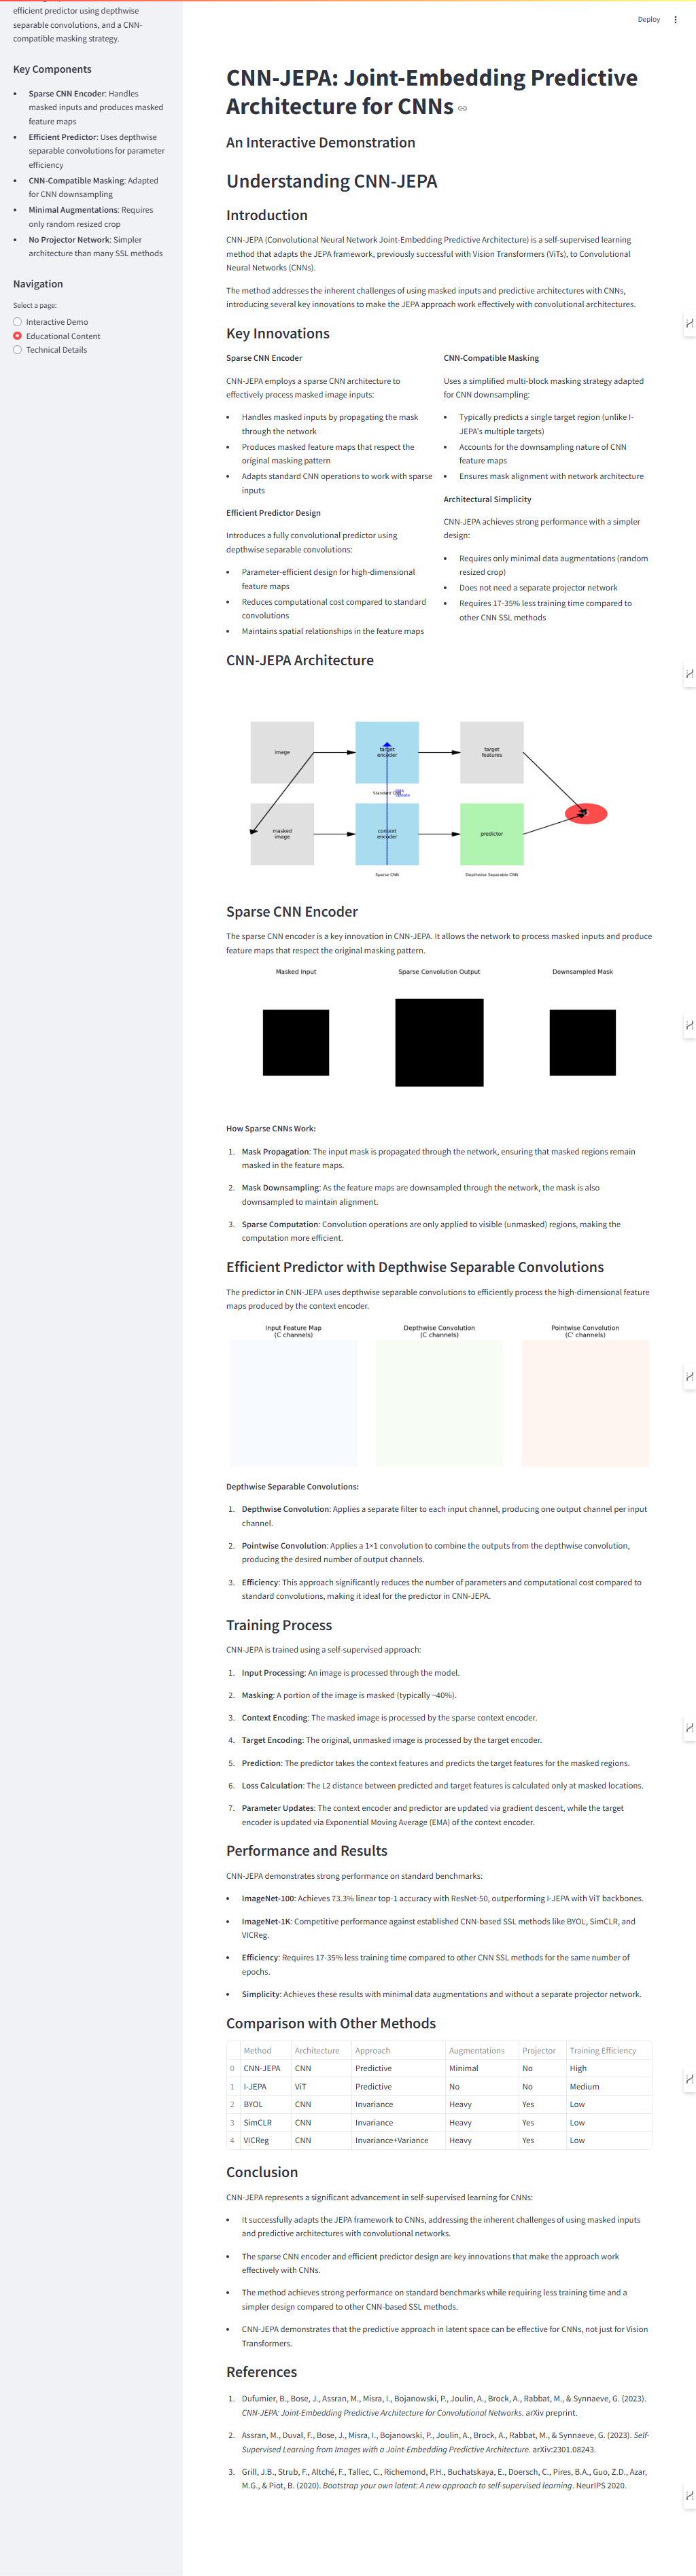 efficient predictor using depthwise
separable convolutions, and a CNN-
compatible masking strategy.
Key Components
Sparse CNN Encoder: Handles
masked inputs and produces masked
feature maps
Efficient Predictor: Uses depthwise
separable convolutions for parameter
efficiency
CNN-Compatible Masking: Adapted
for CNN downsampling
Minimal Augmentations: Requires
only random resized crop
No Projector Network: Simpler
architecture than many SSL methods
Navigation
Select a page:
Interactive Demo
Educational Content
Technical Details
Deploy
CNN-JEPA: Joint-Embedding Predictive
Architecture for CNNs
An Interactive Demonstration
Understanding CNN-JEPA
Introduction
CNN-JEPA (Convolutional Neural Network Joint-Embedding Predictive Architecture) is a self-supervised learning
method that adapts the JEPA framework, previously successful with Vision Transformers (ViTs), to Convolutional
Neural Networks (CNNs).
The method addresses the inherent challenges of using masked inputs and predictive architectures with CNNs,
introducing several key innovations to make the JEPA approach work effectively with convolutional architectures.
Key Innovations
Sparse CNN Encoder
CNN-JEPA employs a sparse CNN architecture to
effectively process masked image inputs:
Handles masked inputs by propagating the mask
through the network
Produces masked feature maps that respect the
original masking pattern
Adapts standard CNN operations to work with sparse
inputs
Efficient Predictor Design
Introduces a fully convolutional predictor using
depthwise separable convolutions:
Parameter-efficient design for high-dimensional
feature maps
Reduces computational cost compared to standard
convolutions
Maintains spatial relationships in the feature maps
CNN-Compatible Masking
Uses a simplified multi-block masking strategy adapted
for CNN downsampling:
Typically predicts a single target region (unlike I-
JEPA's multiple targets)
Accounts for the downsampling nature of CNN
feature maps
Ensures mask alignment with network architecture
Architectural Simplicity
CNN-JEPA achieves strong performance with a simpler
design:
Requires only minimal data augmentations (random
resized crop)
Does not need a separate projector network
Requires 17-35% less training time compared to
other CNN SSL methods
CNN-JEPA Architecture
image
target
encoder
target
features
Standard CNN
masked
image
context
encoder
predictor
Sparse CNN
Depthwise Separable CNN
Sparse CNN Encoder
The sparse CNN encoder is a key innovation in CNN-JEPA. It allows the network to process masked inputs and produce
feature maps that respect the original masking pattern.
Masked Input
Sparse Convolution Output
Downsampled Mask
How Sparse CNNs Work:
1. Mask Propagation: The input mask is propagated through the network, ensuring that masked regions remain
masked in the feature maps.
2. Mask Downsampling: As the feature maps are downsampled through the network, the mask is also
downsampled to maintain alignment.
3. Sparse Computation: Convolution operations are only applied to visible (unmasked) regions, making the
computation more efficient.
Efficient Predictor with Depthwise Separable Convolutions
The predictor in CNN-JEPA uses depthwise separable convolutions to efficiently process the high-dimensional feature
maps produced by the context encoder.
Input Feature Map
(C channels)
Depthwise Convolution
(C channels)
Pointwise Convolution
(C' channels)
Depthwise Separable Convolutions:
1. Depthwise Convolution: Applies a separate filter to each input channel, producing one output channel per input
channel.
2. Pointwise Convolution: Applies a 1×1 convolution to combine the outputs from the depthwise convolution,
producing the desired number of output channels.
3. Efficiency: This approach significantly reduces the number of parameters and computational cost compared to
standard convolutions, making it ideal for the predictor in CNN-JEPA.
Training Process
CNN-JEPA is trained using a self-supervised approach:
1. Input Processing: An image is processed through the model.
2. Masking: A portion of the image is masked (typically ~40%).
3. Context Encoding: The masked image is processed by the sparse context encoder.
4. Target Encoding: The original, unmasked image is processed by the target encoder.
5. Prediction: The predictor takes the context features and predicts the target features for the masked regions.
6. Loss Calculation: The L2 distance between predicted and target features is calculated only at masked locations.
7. Parameter Updates: The context encoder and predictor are updated via gradient descent, while the target
encoder is updated via Exponential Moving Average (EMA) of the context encoder.
Performance and Results
CNN-JEPA demonstrates strong performance on standard benchmarks:
ImageNet-100: Achieves 73.3% linear top-1 accuracy with ResNet-50, outperforming I-JEPA with ViT backbones.
ImageNet-1K: Competitive performance against established CNN-based SSL methods like BYOL, SimCLR, and
VICReg.
Efficiency: Requires 17-35% less training time compared to other CNN SSL methods for the same number of
epochs.
Simplicity: Achieves these results with minimal data augmentations and without a separate projector network.
Comparison with Other Methods
Method Architecture Approach Augmentations Projector Training Efficiency
0 CNN-JEPA CNN Predictive Minimal No High
1 I-JEPA ViT Predictive No No Medium
2 BYOL CNN Invariance Heavy Yes Low
3 SimCLR CNN Invariance Heavy Yes Low
4 VICReg CNN Invariance+Variance Heavy Yes Low
Conclusion
CNN-JEPA represents a significant advancement in self-supervised learning for CNNs:
It successfully adapts the JEPA framework to CNNs, addressing the inherent challenges of using masked inputs
and predictive architectures with convolutional networks.
The sparse CNN encoder and efficient predictor design are key innovations that make the approach work
effectively with CNNs.
The method achieves strong performance on standard benchmarks while requiring less training time and a
simpler design compared to other CNN-based SSL methods.
CNN-JEPA demonstrates that the predictive approach in latent space can be effective for CNNs, not just for Vision
Transformers.
References
1. Dufumier, B., Bose, J., Assran, M., Misra, I., Bojanowski, P., Joulin, A., Brock, A., Rabbat, M., & Synnaeve, G. (2023).
CNN-JEPA: Joint-Embedding Predictive Architecture for Convolutional Networks. arXiv preprint.
2. Assran, M., Duval, F., Bose, J., Misra, I., Bojanowski, P., Joulin, A., Brock, A., Rabbat, M., & Synnaeve, G. (2023). Self-
Supervised Learning from Images with a Joint-Embedding Predictive Architecture. arXiv:2301.08243.
3. Grill, J.B., Strub, F., Altché, F., Tallec, C., Richemond, P.H., Buchatskaya, E., Doersch, C., Pires, B.A., Guo, Z.D., Azar,
M.G., & Piot, B. (2020). Bootstrap your own latent: A new approach to self-supervised learning. NeurIPS 2020.